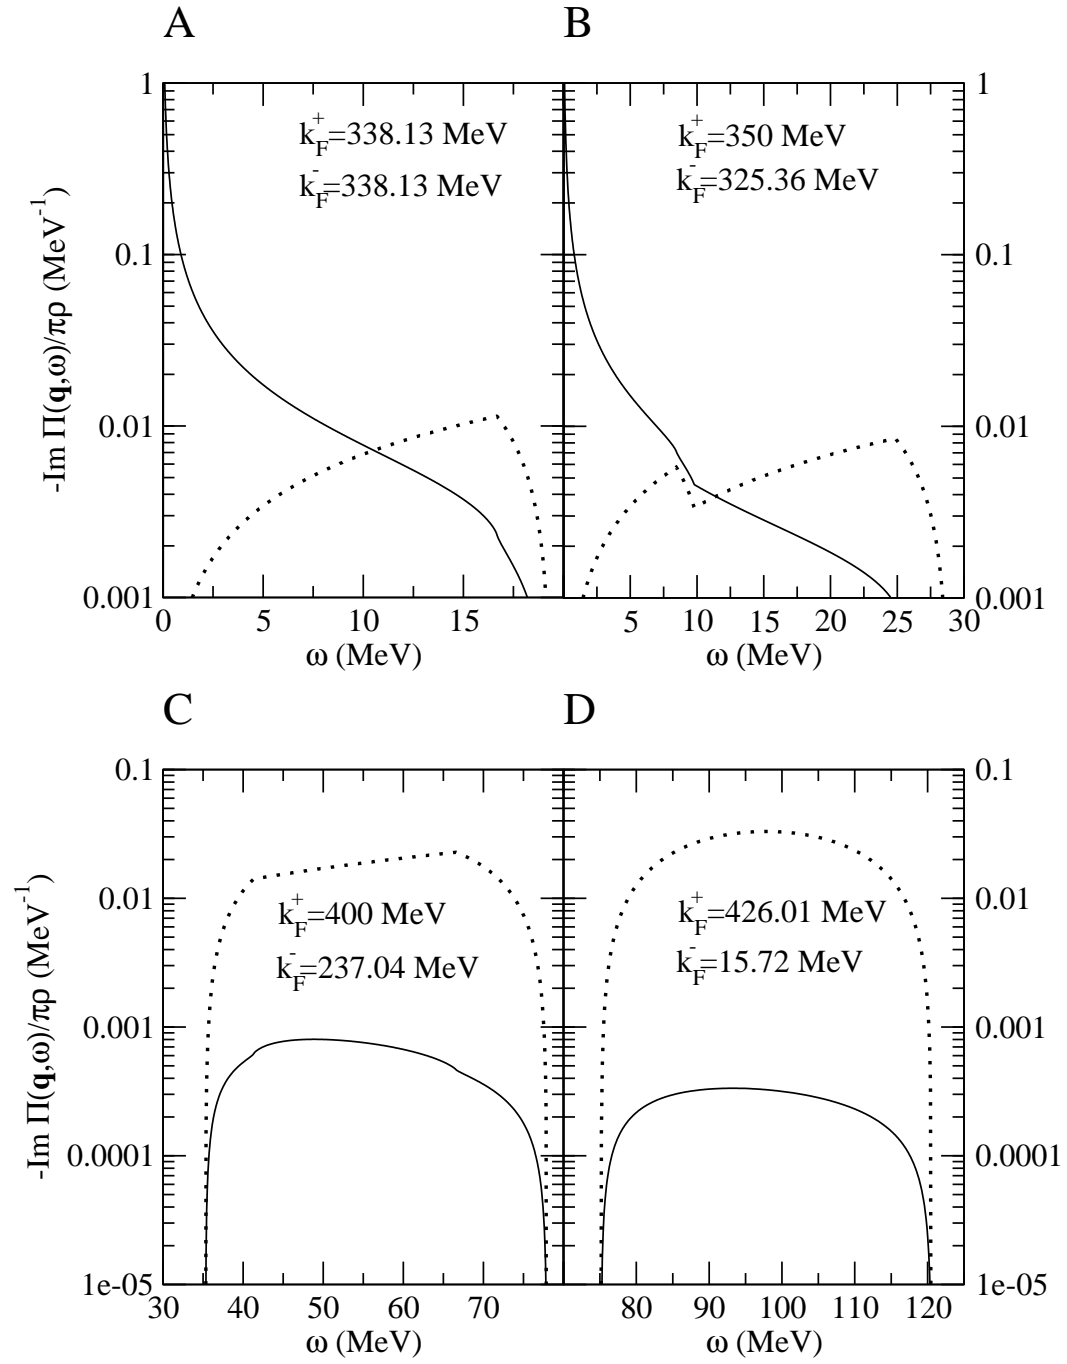 A
B
1
0.1
0.01
0.001
-Im Π(q,ω)/πρ (MeV⁻¹)
k_F^+=338.13 MeV
k_F^-=338.13 MeV
0 5 10 15
ω (MeV)
k_F^+=350 MeV
k_F^-=325.36 MeV
1
0.1
0.01
0.001
5 10 15 20 25 30
ω (MeV)
C
D
0.1
0.01
0.001
0.0001
1e-05
-Im Π(q,ω)/πρ (MeV⁻¹)
k_F^+=400 MeV
k_F^-=237.04 MeV
30 40 50 60 70
ω (MeV)
k_F^+=426.01 MeV
k_F^-=15.72 MeV
0.1
0.01
0.001
0.0001
1e-05
80 90 100 110 120
ω (MeV)